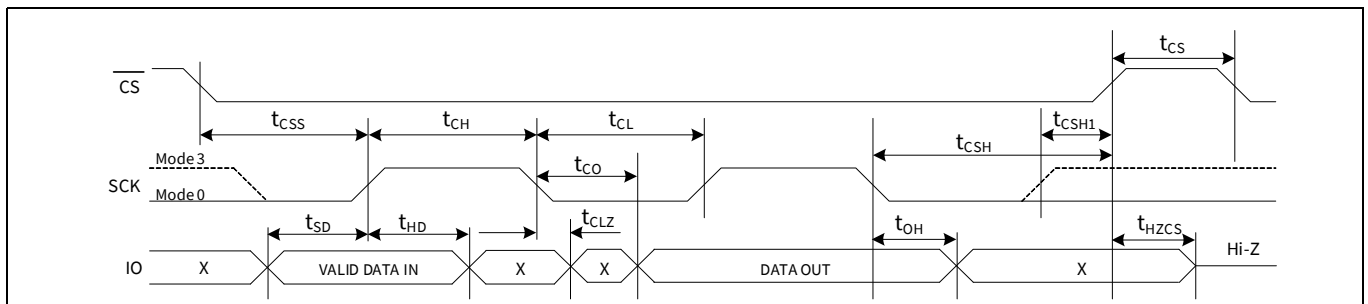 tCS
CS
tCSS
tCH
tCL
tCSH1
tCSH
Mode 3
SCK
Mode 0
tCO
tSD
tHD
tCLZ
tOH
tHZCS
IO
X
VALID DATA IN
X
X
DATA OUT
X
Hi-Z